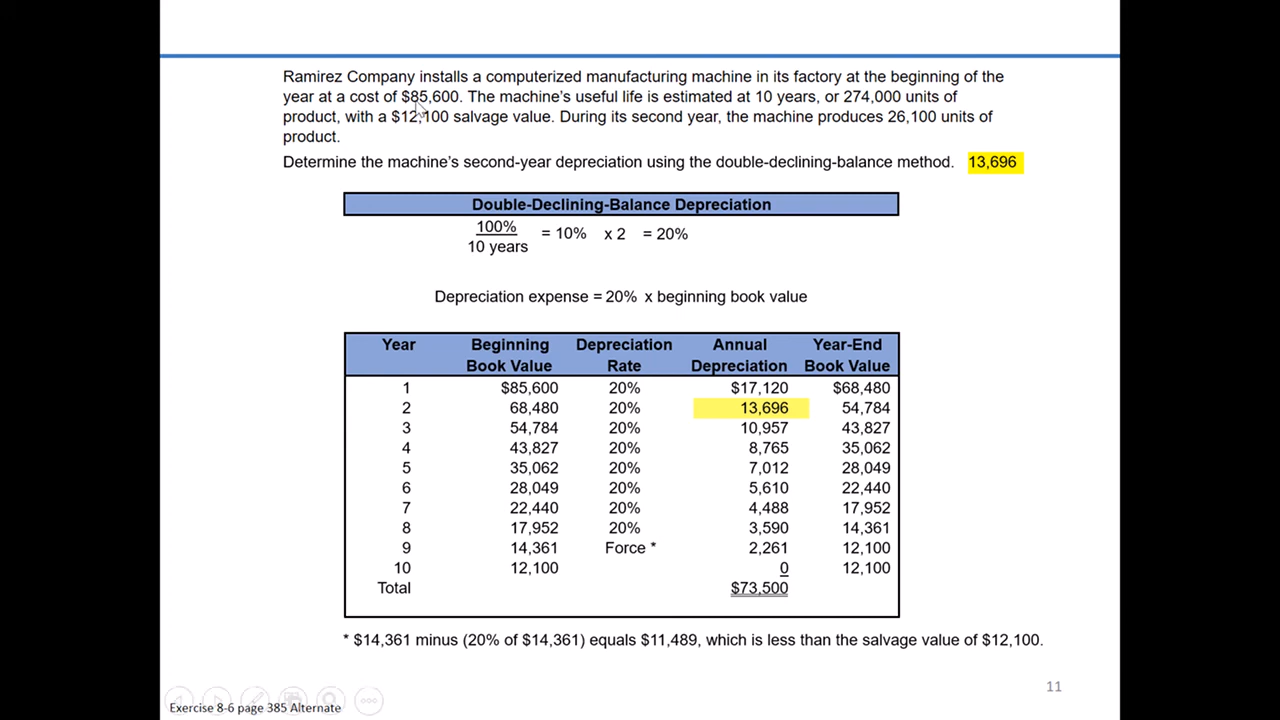 Ramirez Company installs a computerized manufacturing machine in its factory at the beginning of the
year at a cost of $85,600. The machine's useful life is estimated at 10 years, or 274,000 units of
product, with a $12,100 salvage value. During its second year, the machine produces 26,100 units of
product.
Determine the machine's second-year depreciation using the double-declining-balance method. 13,696
Double-Declining-Balance Depreciation
100%
= 10% x 2 = 20%
10 years
Depreciation expense = 20% x beginning book value
Year Beginning Depreciation Annual Year-End
Book Value Rate Depreciation Book Value
1 $85,600 20% $17,120 $68,480
2 68,480 20% 13,696 54,784
3 54,784 20% 10,957 43,827
4 43,827 20% 8,765 35,062
5 35,062 20% 7,012 28,049
6 28,049 20% 5,610 22,440
7 22,440 20% 4,488 17,952
8 17,952 20% 3,590 14,361
9 14,361 Force * 2,261 12,100
10 12,100 0 12,100
Total $73,500
* $14,361 minus (20% of $14,361) equals $11,489, which is less than the salvage value of $12,100.
11
Exercise 8-6 page 385 Alternate